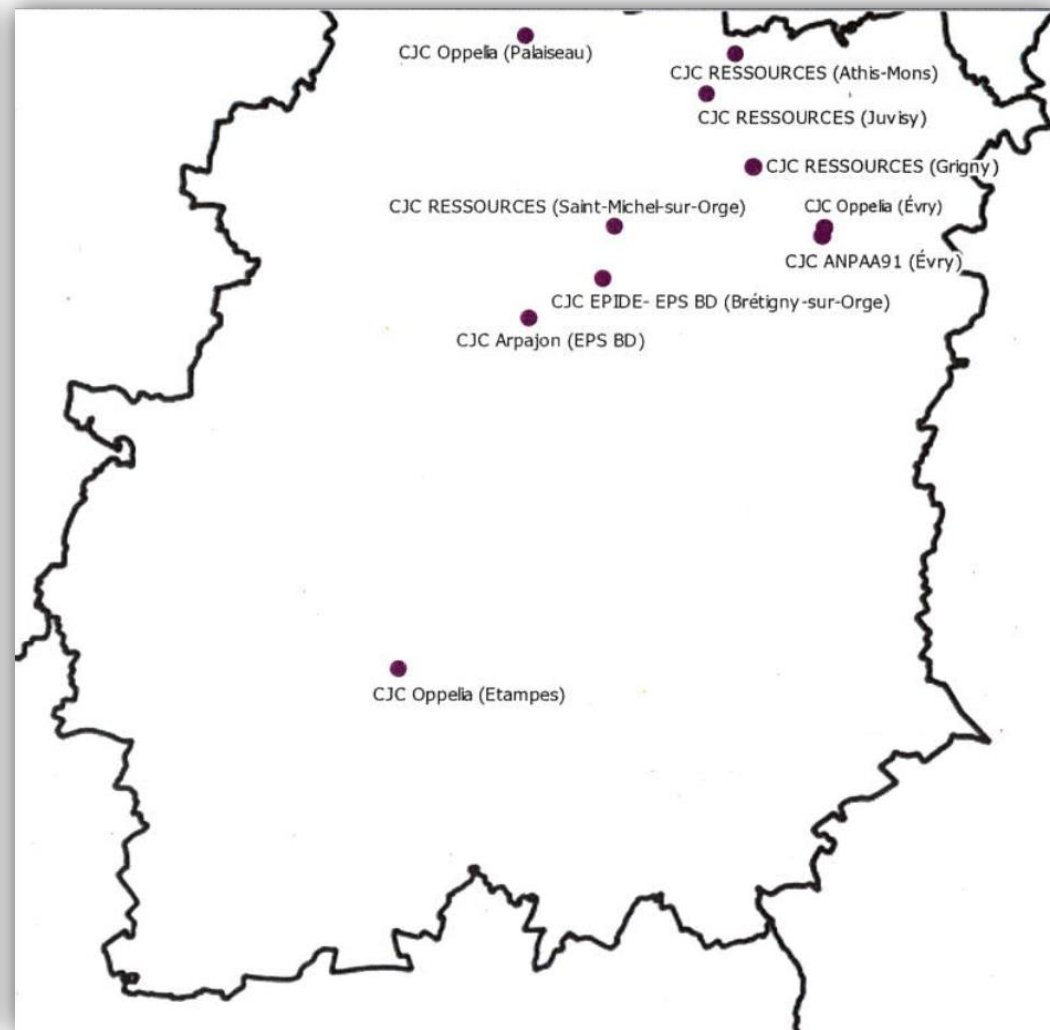 CJC Oppelia (Palaiseau)
CJC RESSOURCES (Athis-Mons)
CJC RESSOURCES (Juvisy)
CJC RESSOURCES (Grigny)
CJC RESSOURCES (Saint-Michel-sur-Orge)
CJC Oppelia (Évry)
CJC ANPAA91 (Évry)
CJC EPIDE- EPS BD (Brétigny-sur-Orge)
CJC Arpajon (EPS BD)
CJC Oppelia (Etampes)